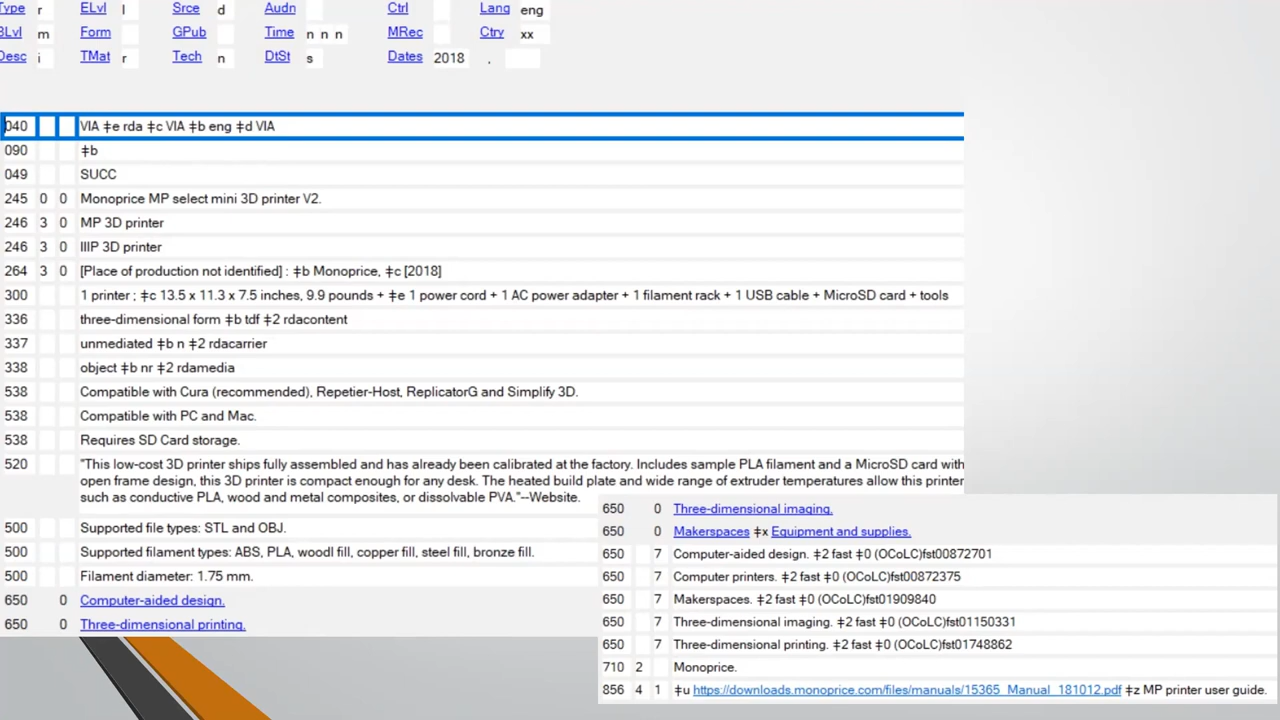 Type r ELvl I Srce d Audn Ctrl Lang eng
BLvl m Form GPub Time n n n MRec Ctry xx
Desc i TMat r Tech n DtSt s Dates 2018 ,
040 VIA ‡e rda ‡c VIA ‡b eng ‡d VIA
090 ‡b
049 SUCC
245 0 0 Monoprice MP select mini 3D printer V2.
246 3 0 MP 3D printer
246 3 0 IIIP 3D printer
264 3 0 [Place of production not identified] : ‡b Monoprice, ‡c [2018]
300 1 printer ; ‡c 13.5 x 11.3 x 7.5 inches, 9.9 pounds + ‡e 1 power cord + 1 AC power adapter + 1 filament rack + 1 USB cable + MicroSD card + tools
336 three-dimensional form ‡b tdf ‡2 rdacontent
337 unmediated ‡b n ‡2 rdacarrier
338 object ‡b nr ‡2 rdamedia
538 Compatible with Cura (recommended), Repetier-Host, ReplicatorG and Simplify 3D.
538 Compatible with PC and Mac.
538 Requires SD Card storage.
520 "This low-cost 3D printer ships fully assembled and has already been calibrated at the factory. Includes sample PLA filament and a MicroSD card with
open frame design, this 3D printer is compact enough for any desk. The heated build plate and wide range of extruder temperatures allow this printer
such as conductive PLA, wood and metal composites, or dissolvable PVA."--Website.
500 Supported file types: STL and OBJ.
500 Supported filament types: ABS, PLA, woodl fill, copper fill, steel fill, bronze fill.
500 Filament diameter: 1.75 mm.
650 0 Computer-aided design.
650 0 Three-dimensional printing.
650 0 Three-dimensional imaging.
650 0 Makerspaces ‡x Equipment and supplies.
650 7 Computer-aided design. ‡2 fast ‡0 (OCoLC)fst00872701
650 7 Computer printers. ‡2 fast ‡0 (OCoLC)fst00872375
650 7 Makerspaces. ‡2 fast ‡0 (OCoLC)fst01909840
650 7 Three-dimensional imaging. ‡2 fast ‡0 (OCoLC)fst01150331
650 7 Three-dimensional printing. ‡2 fast ‡0 (OCoLC)fst01748862
710 2 Monoprice.
856 4 1 ‡u https://downloads.monoprice.com/files/manuals/15365_Manual_181012.pdf ‡z MP printer user guide.